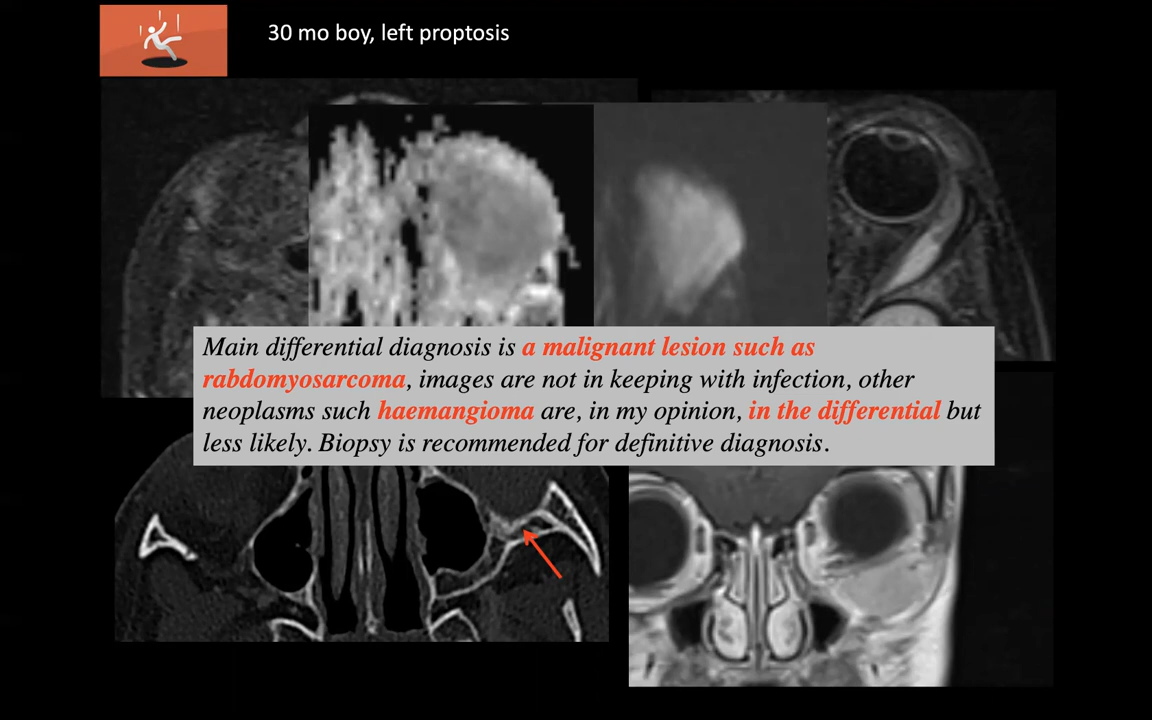 30 mo boy, left proptosis
Main differential diagnosis is a malignant lesion such as
rabdomyosarcoma, images are not in keeping with infection, other
neoplasms such haemangioma are, in my opinion, in the differential but
less likely. Biopsy is recommended for definitive diagnosis.